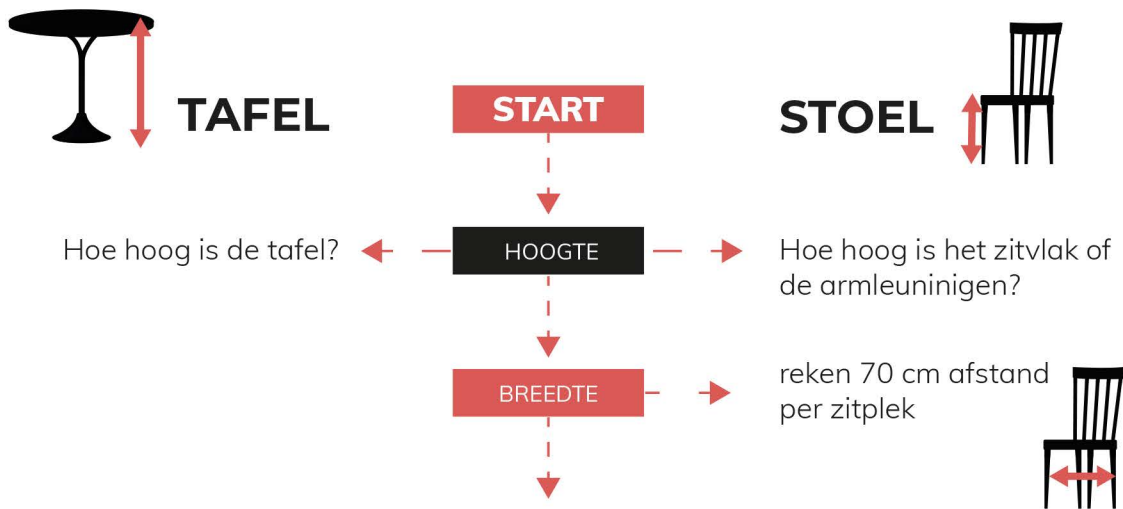 TAFEL
START
STOEL
Hoe hoog is de tafel?
HOOGTE
Hoe hoog is het zitvlak of
de armleuninigen?
BREEDTE
reken 70 cm afstand
per zitplek